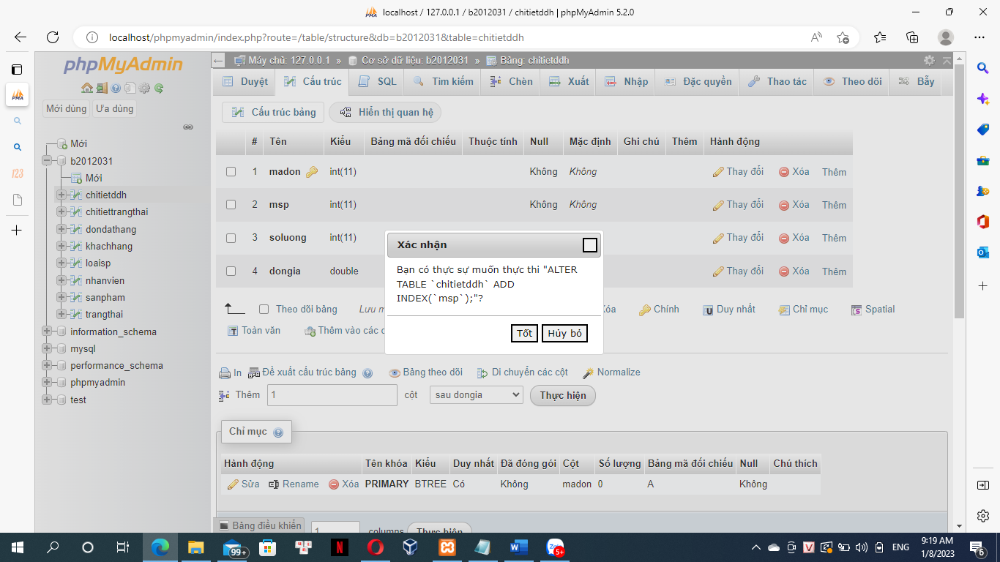 localhost / 127.0.0.1 / b2012031 / chitietddh | phpMyAdmin 5.2.0
localhost/phpmyadmin/index.php?route=/table/structure&db=b2012031&table=chitietddh
phpMyAdmin
Mới dùng Ưa dùng
Mới
b2012031
Mới
chitietddh
chitiettrangthai
dondathang
khachhang
loaisp
nhanvien
sanpham
trangthai
information_schema
mysql
performance_schema
phpmyadmin
test
Máy chủ: 127.0.0.1 » Cơ sở dữ liệu: b2012031 » Bảng: chitietddh
Duyệt Cấu trúc SQL Tìm kiếm Chèn Xuất Nhập Đặc quyền Thao tác Theo dõi Bẫy
Cấu trúc bảng Hiển thị quan hệ
# Tên Kiểu Bảng mã đối chiếu Thuộc tính Null Mặc định Ghi chú Thêm Hành động
1 madon int(11) Không Không Thay đổi Xóa Thêm
2 msp int(11) Không Không Thay đổi Xóa Thêm
3 soluong int(11) Thay đổi Xóa Thêm
4 dongia double Thay đổi Xóa Thêm
Xác nhận
Bạn có thực sự muốn thực thi "ALTER
TABLE `chitietddh` ADD
INDEX(`msp`);"?
Tốt Hủy bỏ
Theo dõi bảng Lưu Chính Duy nhất Chỉ mục Spatial
Toàn văn Thêm vào các
In Đề xuất cấu trúc bảng Bảng theo dõi Di chuyển các cột Normalize
Thêm 1 cột sau dongia Thực hiện
Chỉ mục
Hành động Tên khóa Kiểu Duy nhất Đã đóng gói Cột Số lượng Bảng mã đối chiếu Null Chú thích
Sửa Rename Xóa PRIMARY BTREE Có Không madon 0 A Không
Bảng điều khiển 1 columns Thực hiện
99+
5+
ENG
9:19 AM
1/8/2023
6